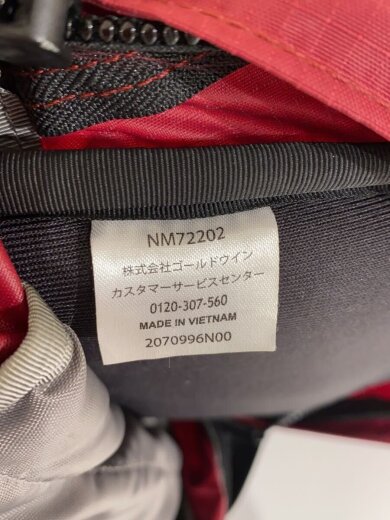 NM72202
株式会社ゴールドウイン
カスタマーサービスセンター
0120-307-560
MADE IN VIETNAM
2070996N00